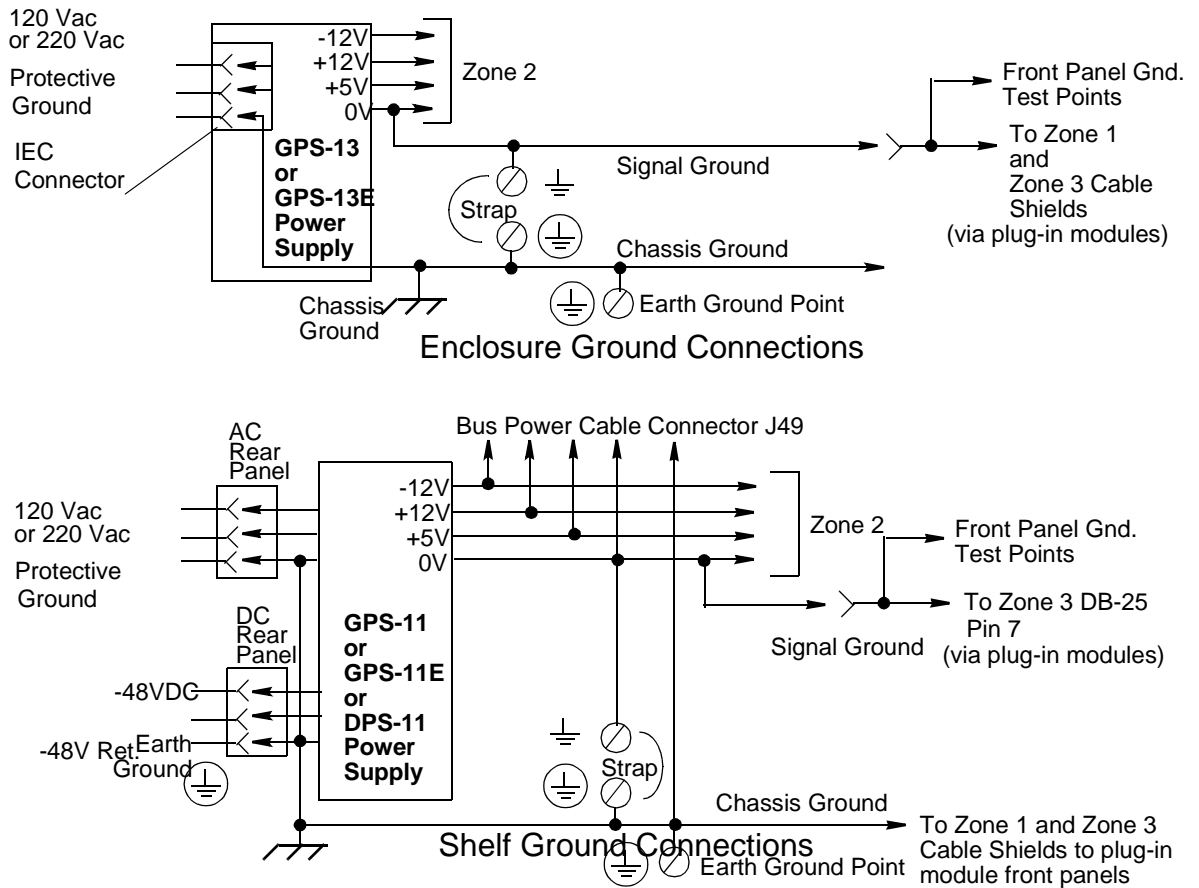 120 Vac
or 220 Vac
Protective
Ground
IEC
Connector
-12V
+12V
+5V
0V
Zone 2
GPS-13
or
GPS-13E
Power
Supply
Signal Ground
Strap
Chassis Ground
Chassis
Ground
Earth Ground Point
Front Panel Gnd.
Test Points
To Zone 1
and
Zone 3 Cable
Shields
(via plug-in modules)
Enclosure Ground Connections
Bus Power Cable Connector J49
AC
Rear
Panel
120 Vac
or 220 Vac
Protective
Ground
DC
Rear
Panel
-48VDC
-48V Ret.
Earth
Ground
-12V
+12V
+5V
0V
GPS-11
or
GPS-11E
or
DPS-11
Power
Supply
Zone 2
Front Panel Gnd.
Test Points
Signal Ground
To Zone 3 DB-25
Pin 7
(via plug-in modules)
Strap
Chassis Ground
To Zone 1 and Zone 3
Cable Shields to plug-in
module front panels
Shelf Ground Connections
Earth Ground Point